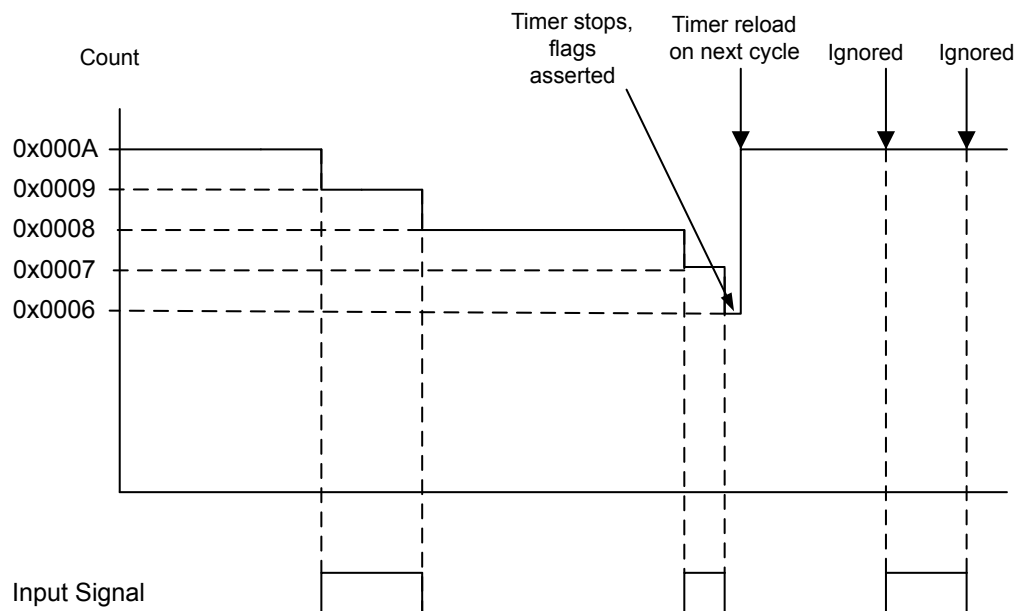 Timer stops,
flags
asserted
Timer reload
on next cycle
Ignored
Ignored
Count
0x000A
0x0009
0x0008
0x0007
0x0006
Input Signal